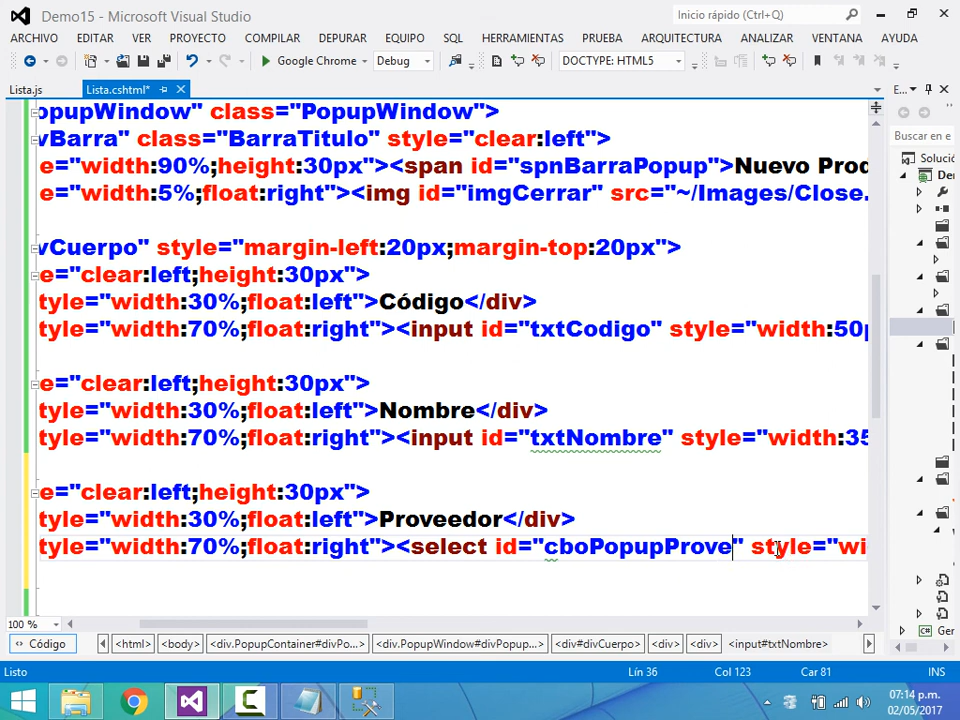 Demo15 - Microsoft Visual Studio
Inicio rápido (Ctrl+Q)
ARCHIVO EDITAR VER PROYECTO COMPILAR DEPURAR EQUIPO SQL HERRAMIENTAS PRUEBA ARQUITECTURA ANALIZAR VENTANA AYUDA
Google Chrome Debug DOCTYPE: HTML5
Lista.js Lista.cshtml* E...
opupWindow" class="PopupWindow">
vBarra" class="BarraTitulo" style="clear:left">
e="width:90%;height:30px"><span id="spnBarraPopup">Nuevo Prod
e="width:5%;float:right"><img id="imgCerrar" src="~/Images/Close.
vCuerpo" style="margin-left:20px;margin-top:20px">
e="clear:left;height:30px">
tyle="width:30%;float:left">Código</div>
tyle="width:70%;float:right"><input id="txtCodigo" style="width:50p
e="clear:left;height:30px">
tyle="width:30%;float:left">Nombre</div>
tyle="width:70%;float:right"><input id="txtNombre" style="width:35
e="clear:left;height:30px">
tyle="width:30%;float:left">Proveedor</div>
tyle="width:70%;float:right"><select id="cboPopupProve" style="wi
Buscar en e
Solució
De
Ger
100 %
Código <html> <body> <div.PopupContainer#divPo...> <div.PopupWindow#divPopup...> <div#divCuerpo> <div> <div> <input#txtNombre>
Listo Lín 36 Col 123 Car 81 INS
07:14 p.m.
02/05/2017